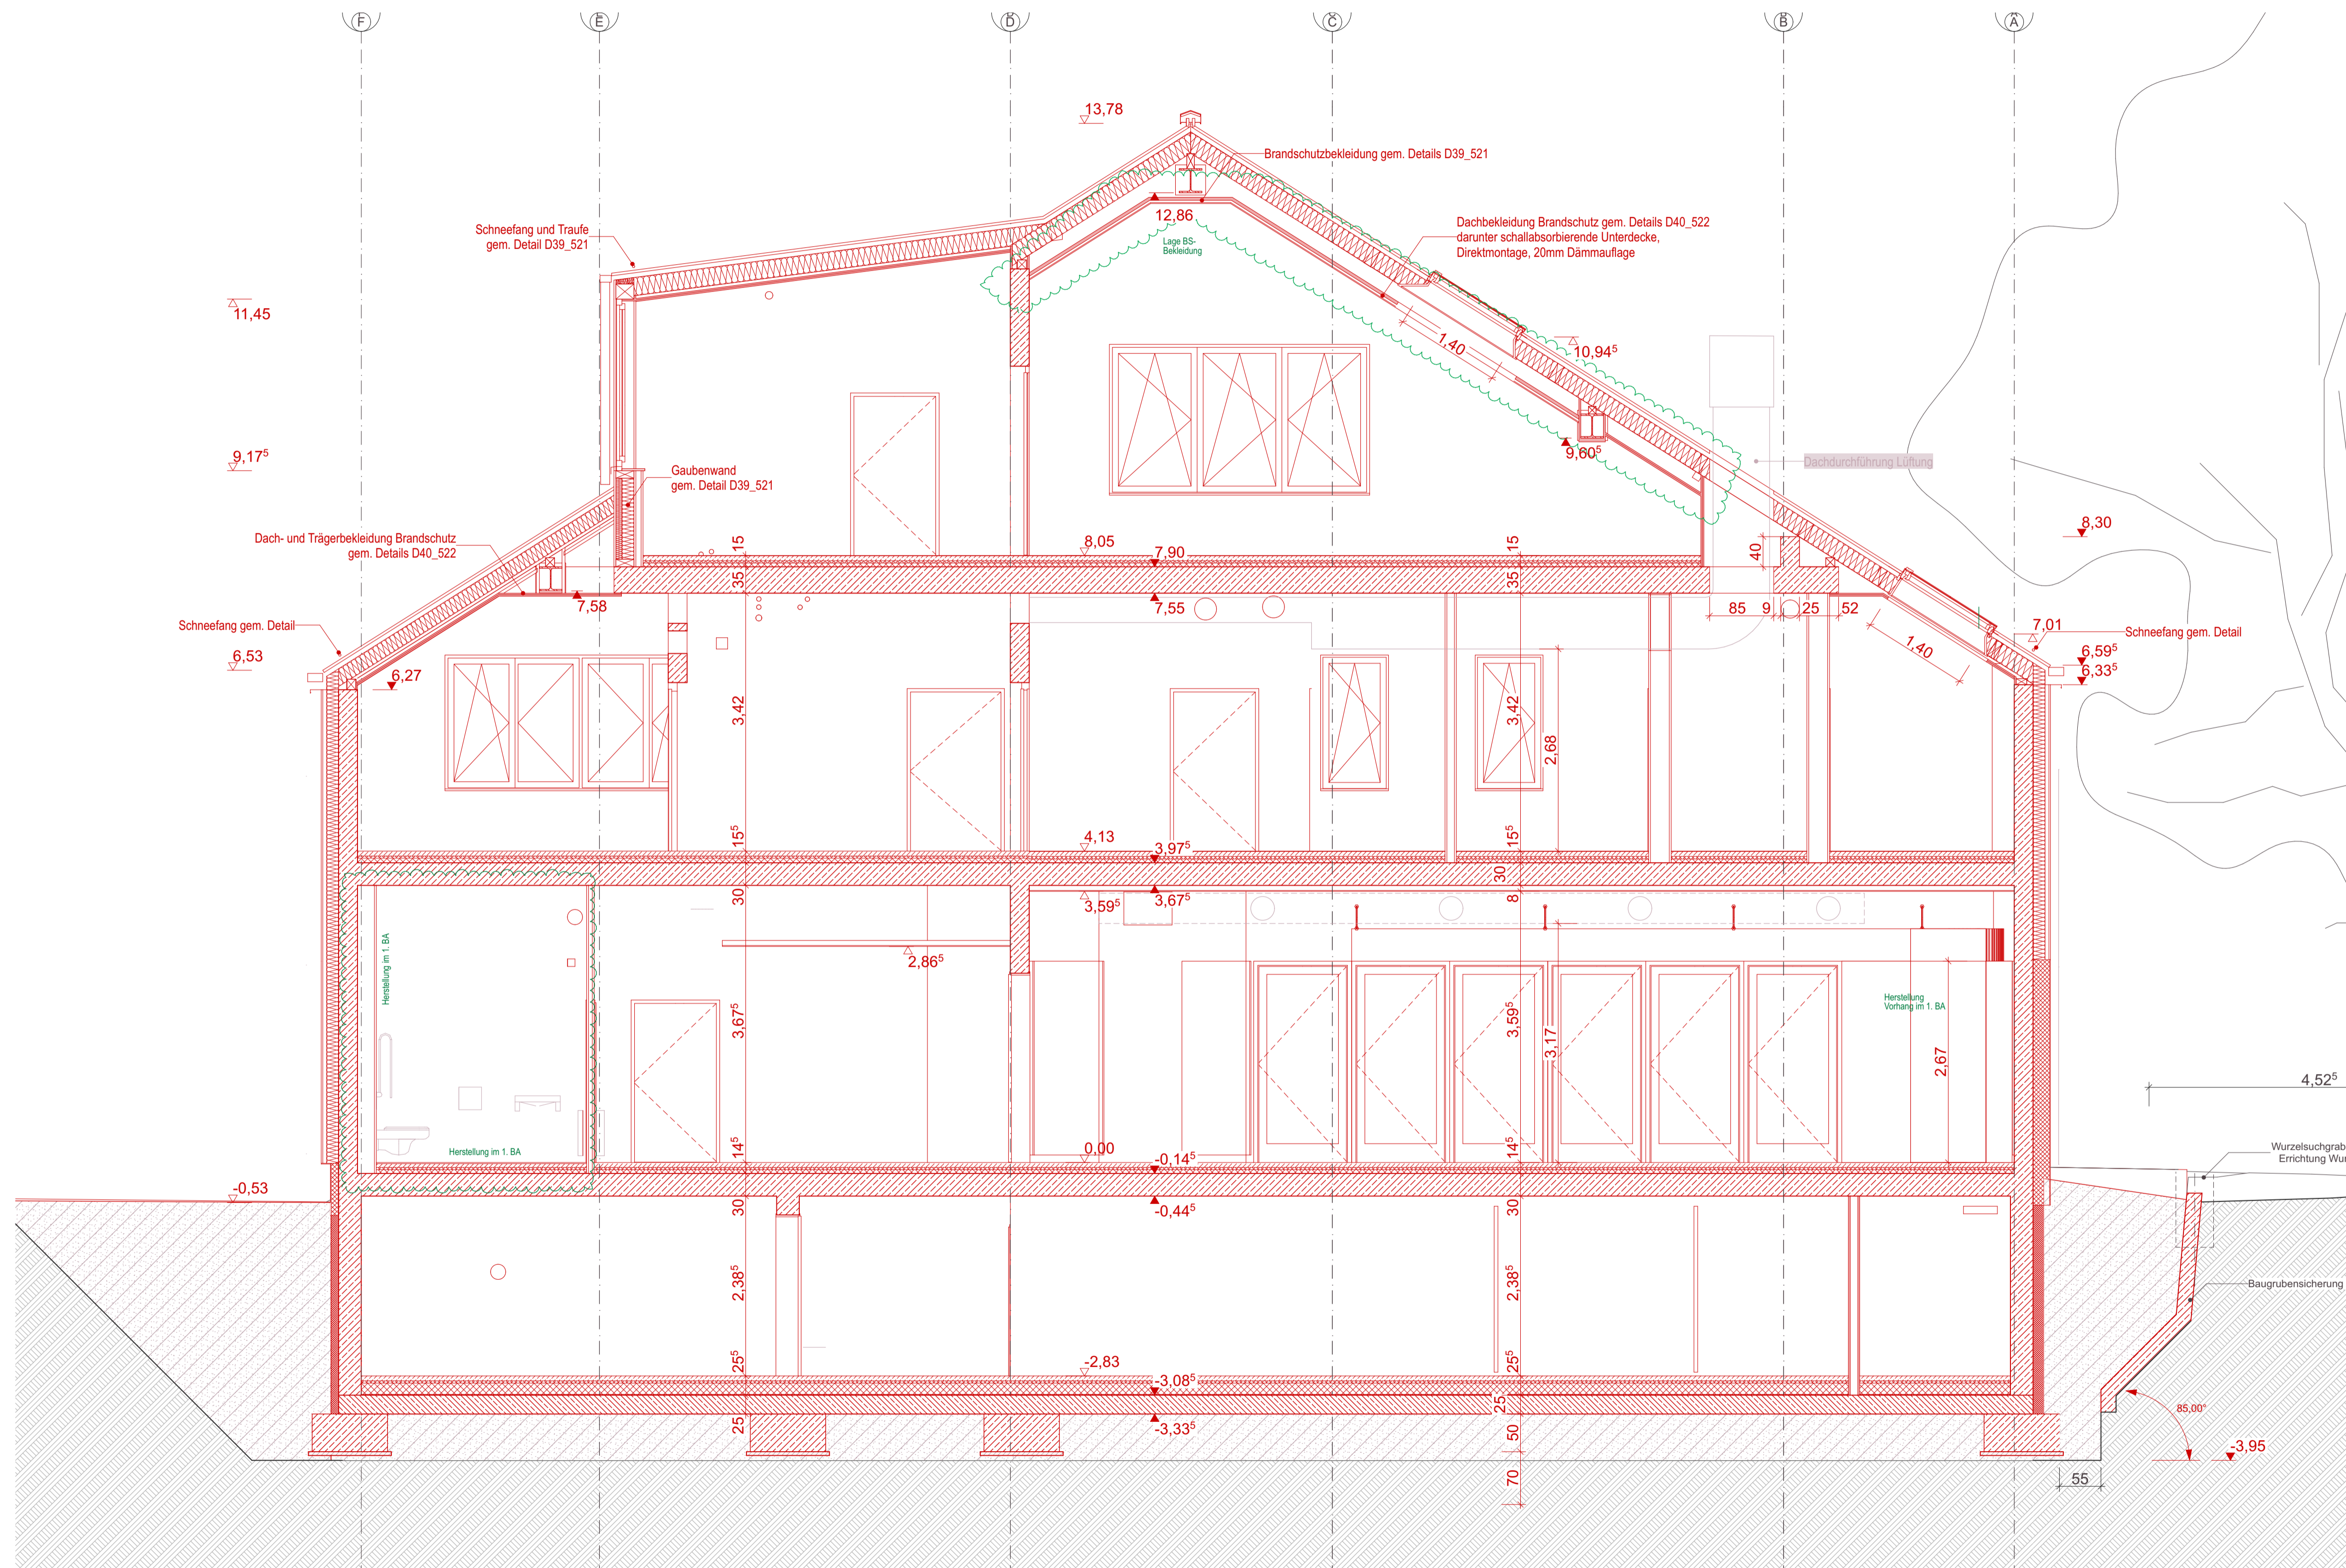 F
E
D
C
B
A
13,78
Brandschutzbekleidung gem. Details D39_521
12,86
Lage BS-
Bekleidung
Schneefang und Traufe
gem. Detail D39_521
Dachbekleidung Brandschutz gem. Details D40_522
darunter schallabsorbierende Unterdecke,
Direktmontage, 20mm Dämmauflage
11,45
1,40
10,94⁵
9,17⁵
9,60⁵
Dachdurchführung Lüftung
Gaubenwand
gem. Detail D39_521
Dach- und Trägerbekleidung Brandschutz
gem. Details D40_522
8,30
15
8,05
7,90
15
40
35
35
7,58
7,55
85
9
25
52
Schneefang gem. Detail
7,01
Schneefang gem. Detail
6,53
6,27
1,40
6,59⁵
6,33⁵
3,42
3,42
2,68
15⁵
4,13
3,97⁵
15⁵
30
3,59⁵
3,67⁵
30
8
Herstellung im 1. BA
2,86⁵
3,67⁵
3,59⁵
3,17
Herstellung
Vorhang im 1. BA
2,67
4,52⁵
Herstellung im 1. BA
14⁵
0,00
-0,14⁵
14⁵
Wurzelsuchgrab
Errichtung Wur
-0,53
30
-0,44⁵
30
2,38⁵
2,38⁵
Baugrubensicherung
25⁵
-2,83
-3,08⁵
25⁵
25
-3,33⁵
25
50
85,00°
-3,95
70
55